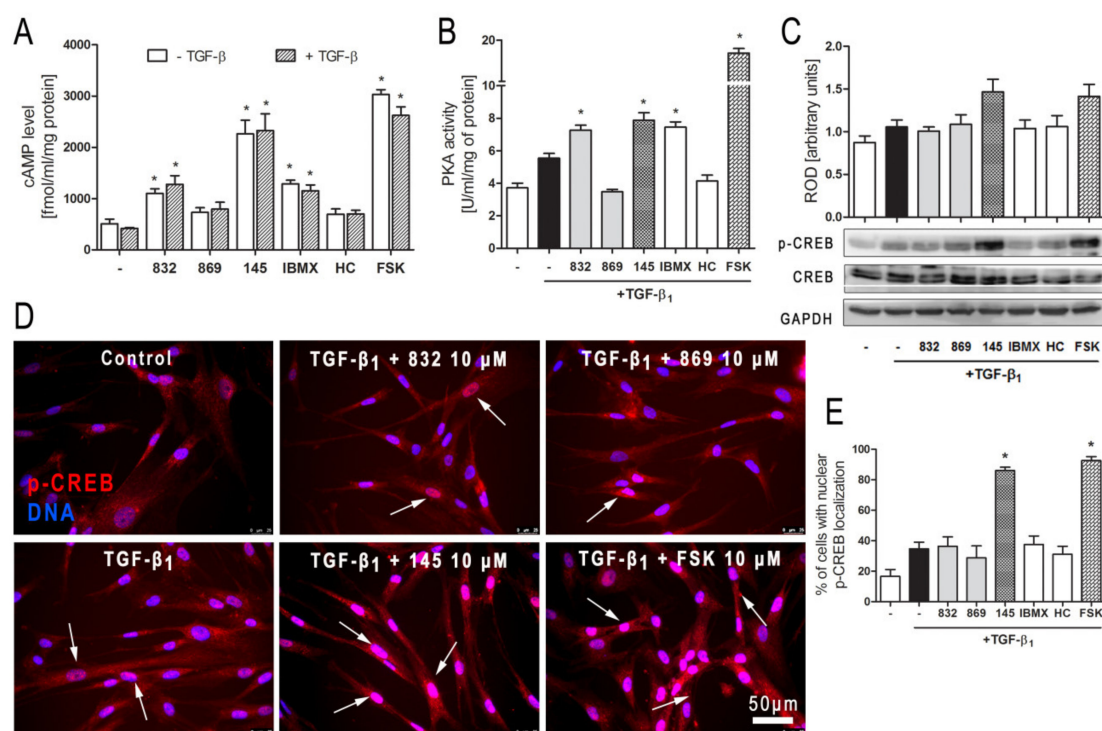 A
4000
3000
2000
1000
0
cAMP level
[fmol/ml/mg protein]
- TGF-β
+ TGF-β
*
*
*
*
*
*
*
*
-
832
869
145
IBMX
HC
FSK
B
20
10
8
6
4
2
0
PKA activity
[U/ml/mg of protein]
*
*
*
*
-
-
832
869
145
IBMX
HC
FSK
+TGF-β1
C
2.0
1.5
1.0
0.5
0.0
ROD [arbitrary units]
p-CREB
CREB
GAPDH
-
-
832
869
145
IBMX
HC
FSK
+TGF-β1
D
Control
p-CREB
DNA
TGF-β1 + 832 10 µM
TGF-β1 + 869 10 µM
TGF-β1
TGF-β1 + 145 10 µM
TGF-β1 + FSK 10 µM
50µm
E
100
80
60
40
20
0
% of cells with nuclear
p-CREB localization
*
*
-
-
832
869
145
IBMX
HC
FSK
+TGF-β1